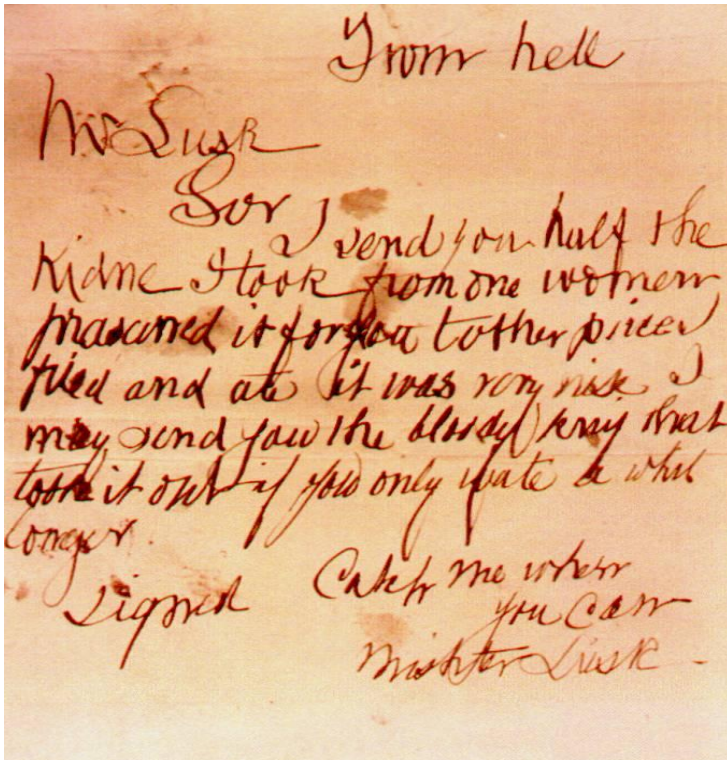 From hell
Mr Lusk
Sor
I send you half the
Kidne I took from one women
prasarved it for you tother piece I
fried and ate it was very nise I
may send you the bloody knif that
took it out if you only wate a whil
longer.
signed Catch me when
you Can
Mishter Lusk